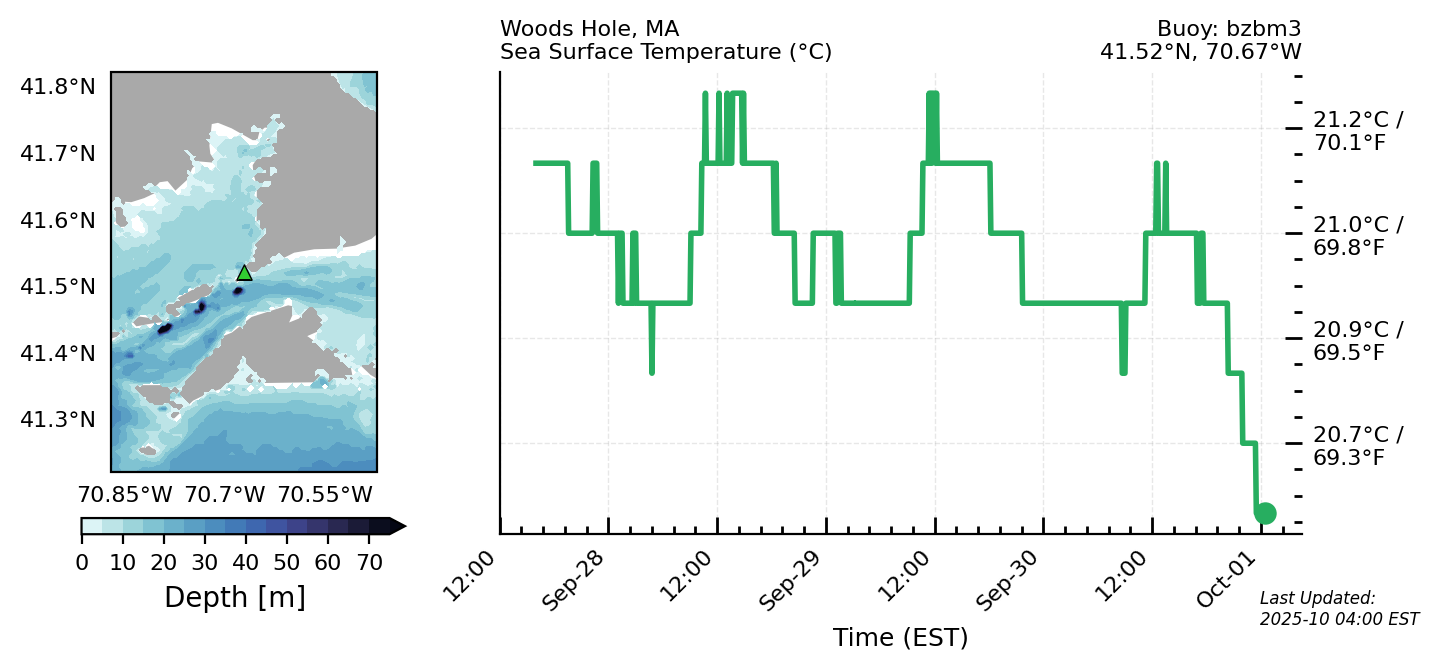 Woods Hole, MA
Sea Surface Temperature (°C)
Buoy: bzbm3
41.52°N, 70.67°W
41.8°N
41.7°N
41.6°N
41.5°N
41.4°N
41.3°N
70.85°W 70.7°W 70.55°W
0 10 20 30 40 50 60 70
Depth [m]
21.2°C /
70.1°F
21.0°C /
69.8°F
20.9°C /
69.5°F
20.7°C /
69.3°F
12:00 Sep-28 12:00 Sep-29 12:00 Sep-30 12:00 Oct-01
Time (EST)
Last Updated:
2025-10 04:00 EST